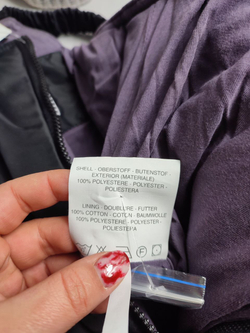 SHELL - OBERSTOFF - BUITENSTOF
EXTERIOR (MATERIALE) -
100% POLYESTERE - POLYESTER -
POLIESTERA
*
LINING - DOUBLURE - FUTTER
100% COTTON - COTON - BAUMWOLLE
100% POLYESTERE - POLYESTER -
POLIESTERA